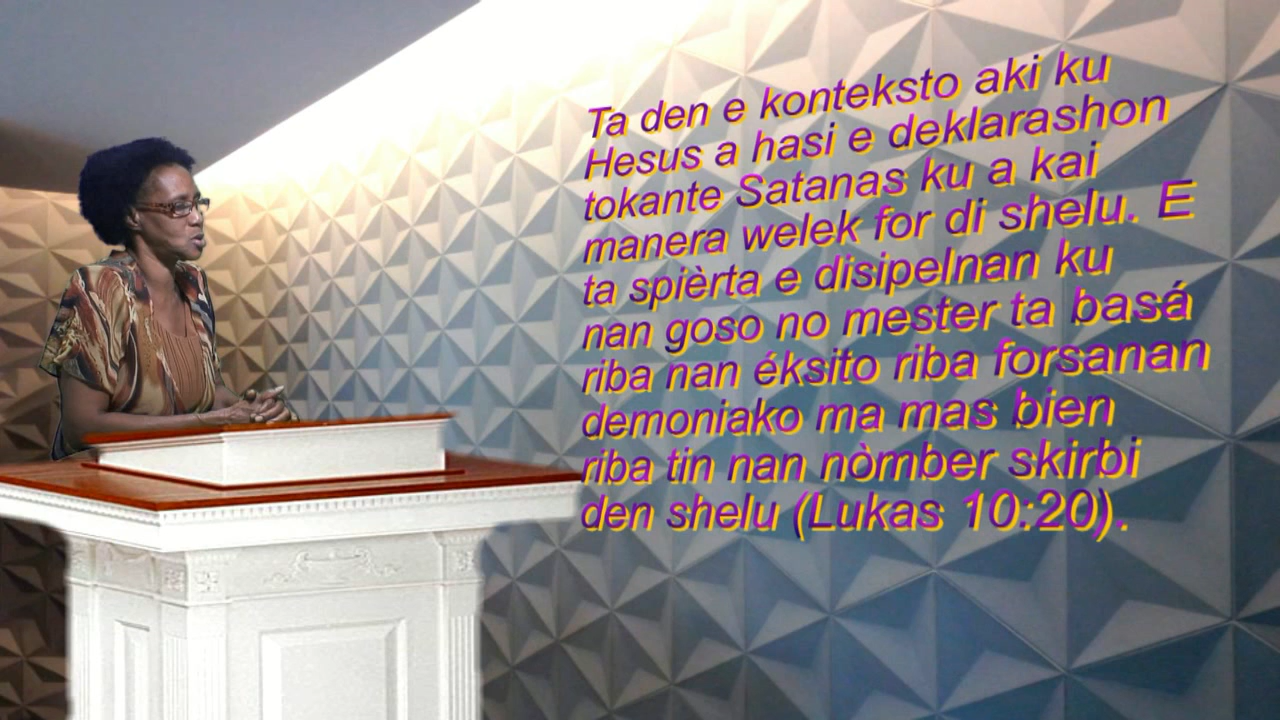 Ta den e konteksto aki ku
Hesus a hasi e deklarashon
tokante Satanas ku a kai
manera welek for di shelu. E
ta spièrta e disipelnan ku
nan goso no mester ta basá
riba nan éksito riba forsanan
demoniako ma mas bien
riba tin nan nòmber skirbi
den shelu (Lukas 10:20).